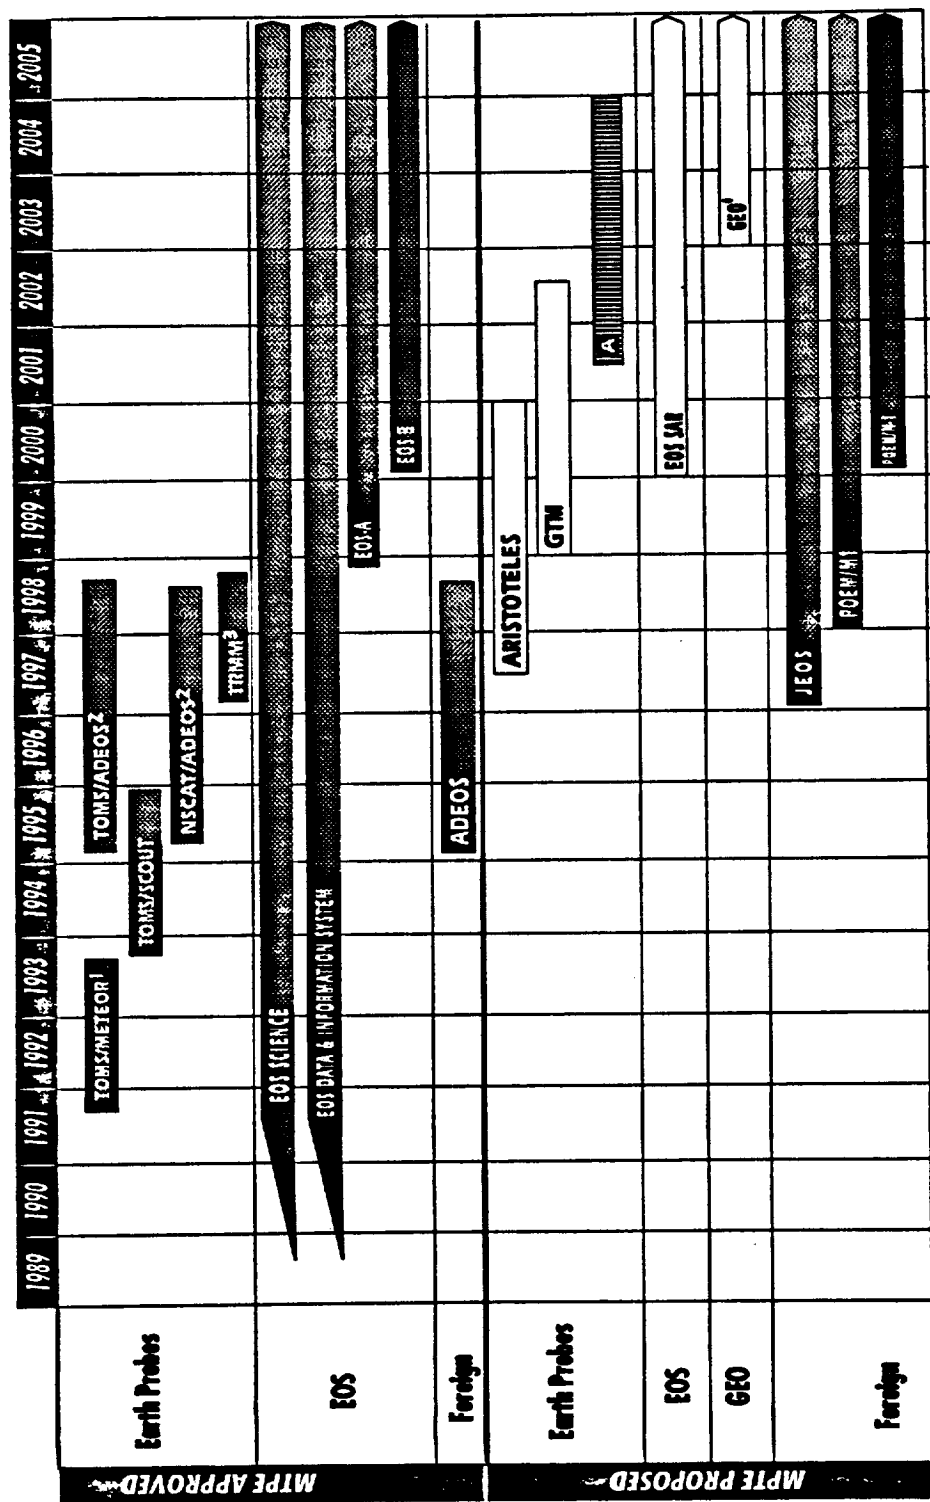 1989 1990 1991 1992 1993 1994 1995 1996 1997 1998 1999 2000 2001 2002 2003 2004 2005
MTPE APPROVED
Earth Probes
TOMS/METEOR¹
TOMS/ADEOS²
TOMS/SCOUT
NSCAT/ADEOS²
TRMM³
EOS
EOS SCIENCE
EOS DATA & INFORMATION SYSTEM
EOS-A
EOS-B
Foreign
ADEOS
MPTE PROPOSED
Earth Probes
ARISTOTELES
GTM
A
EOS
EOS SAR
GEO
GEO¹
Foreign
JEOS
POEM/M1
POEM/N1